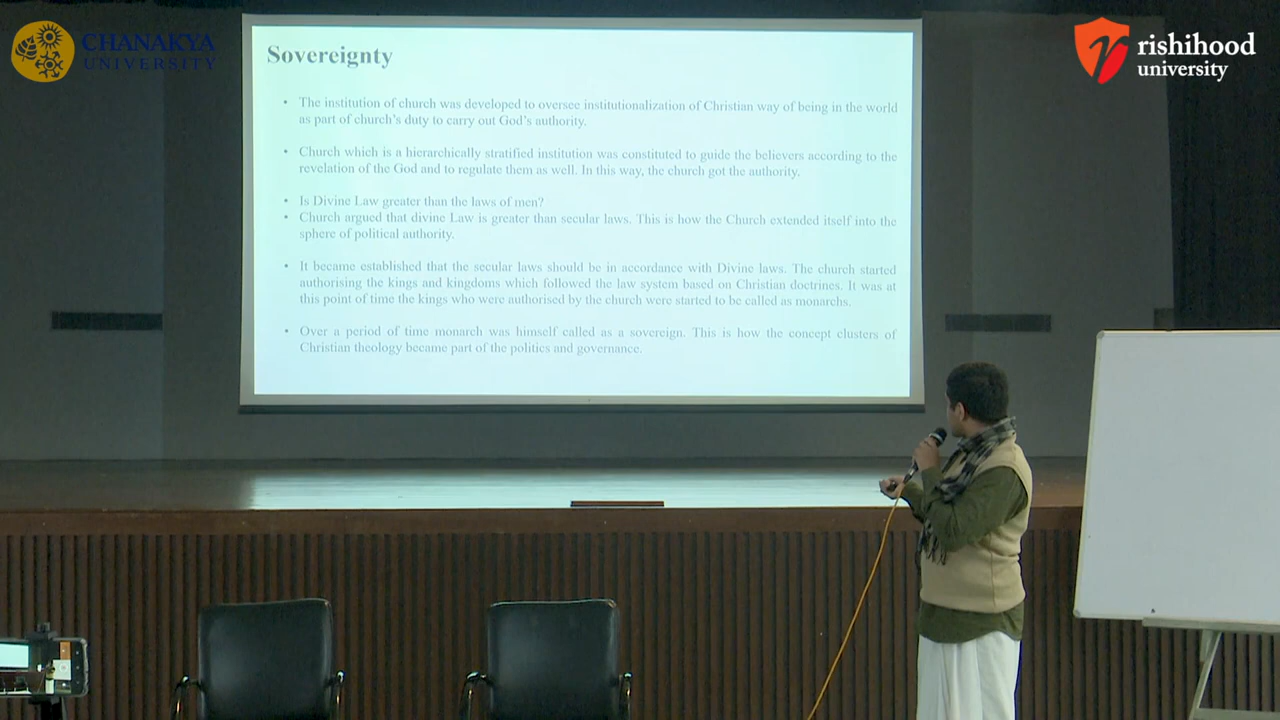 CHANAKYA
UNIVERSITY
rishihood
university
Sovereignty
• The institution of church was developed to oversee institutionalization of Christian way of being in the world
as part of church's duty to carry out God's authority.
• Church which is a hierarchically stratified institution was constituted to guide the believers according to the
revelation of the God and to regulate them as well. In this way, the church got the authority.
• Is Divine Law greater than the laws of men?
• Church argued that divine Law is greater than secular laws. This is how the Church extended itself into the
sphere of political authority.
• It became established that the secular laws should be in accordance with Divine laws. The church started
authorising the kings and kingdoms which followed the law system based on Christian doctrines. It was at
this point of time the kings who were authorised by the church were started to be called as monarchs.
• Over a period of time monarch was himself called as a sovereign. This is how the concept clusters of
Christian theology became part of the politics and governance.